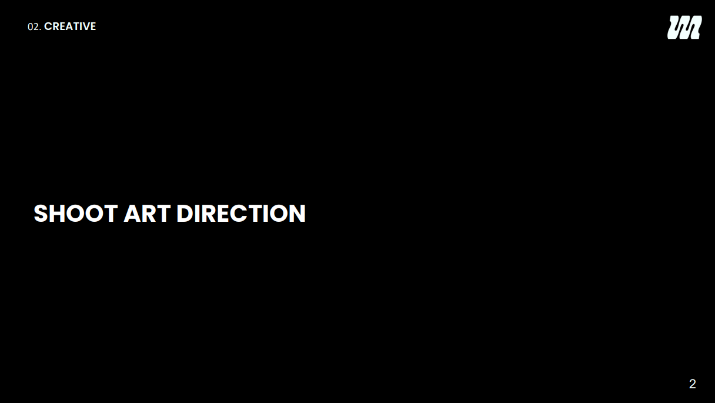 02. CREATIVE
SHOOT ART DIRECTION
2